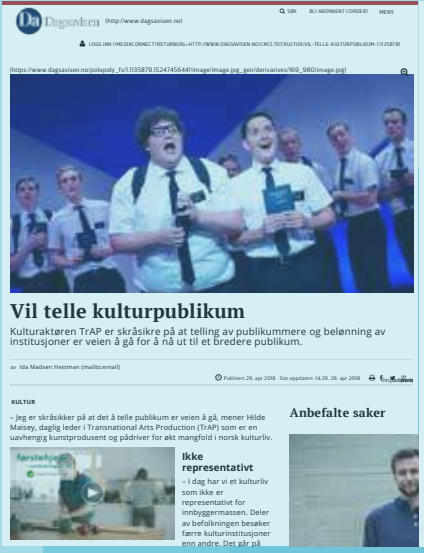 Da Dagsavisen (http://www.dagsavisen.no)
SØK BLI ABONNENT (/ORDER) MENY
LOGG INN (/MEDIACONNECT?RETURNURL=HTTP://WWW.DAGSAVISEN.NO/CM/2.707/KULTUR/VIL-TELLE-KULTURPUBLIKUM-1.1135879)
(https://www.dagsavisen.no/polopoly_fs/1.1135879.1524745644!/image/image.jpg_gen/derivatives/169_980/image.jpg)
Vil telle kulturpublikum
Kulturaktøren TrAP er skråsikre på at telling av publikummere og belønning av
institusjoner er veien å gå for å nå ut til et bredere publikum.
av Ida Madsen Hestman (mailto:email)
Publisert 26. apr 2018 Sist oppdatert: 14:29, 26. apr 2018
KULTUR
Anbefalte saker
– Jeg er skråsikker på at det å telle publikum er veien å gå, mener Hilde
Maisey, daglig leder i Transnational Arts Production (TrAP) som er en
uavhengig kunstprodusent og pådriver for økt mangfold i norsk kulturliv.
førstehjelp
Ikke
representativt
– I dag har vi et kulturliv
som ikke er
representativt for
innbyggermassen. Deler
av befolkningen besøker
færre kulturinstitusjoner
enn andre. Det går på